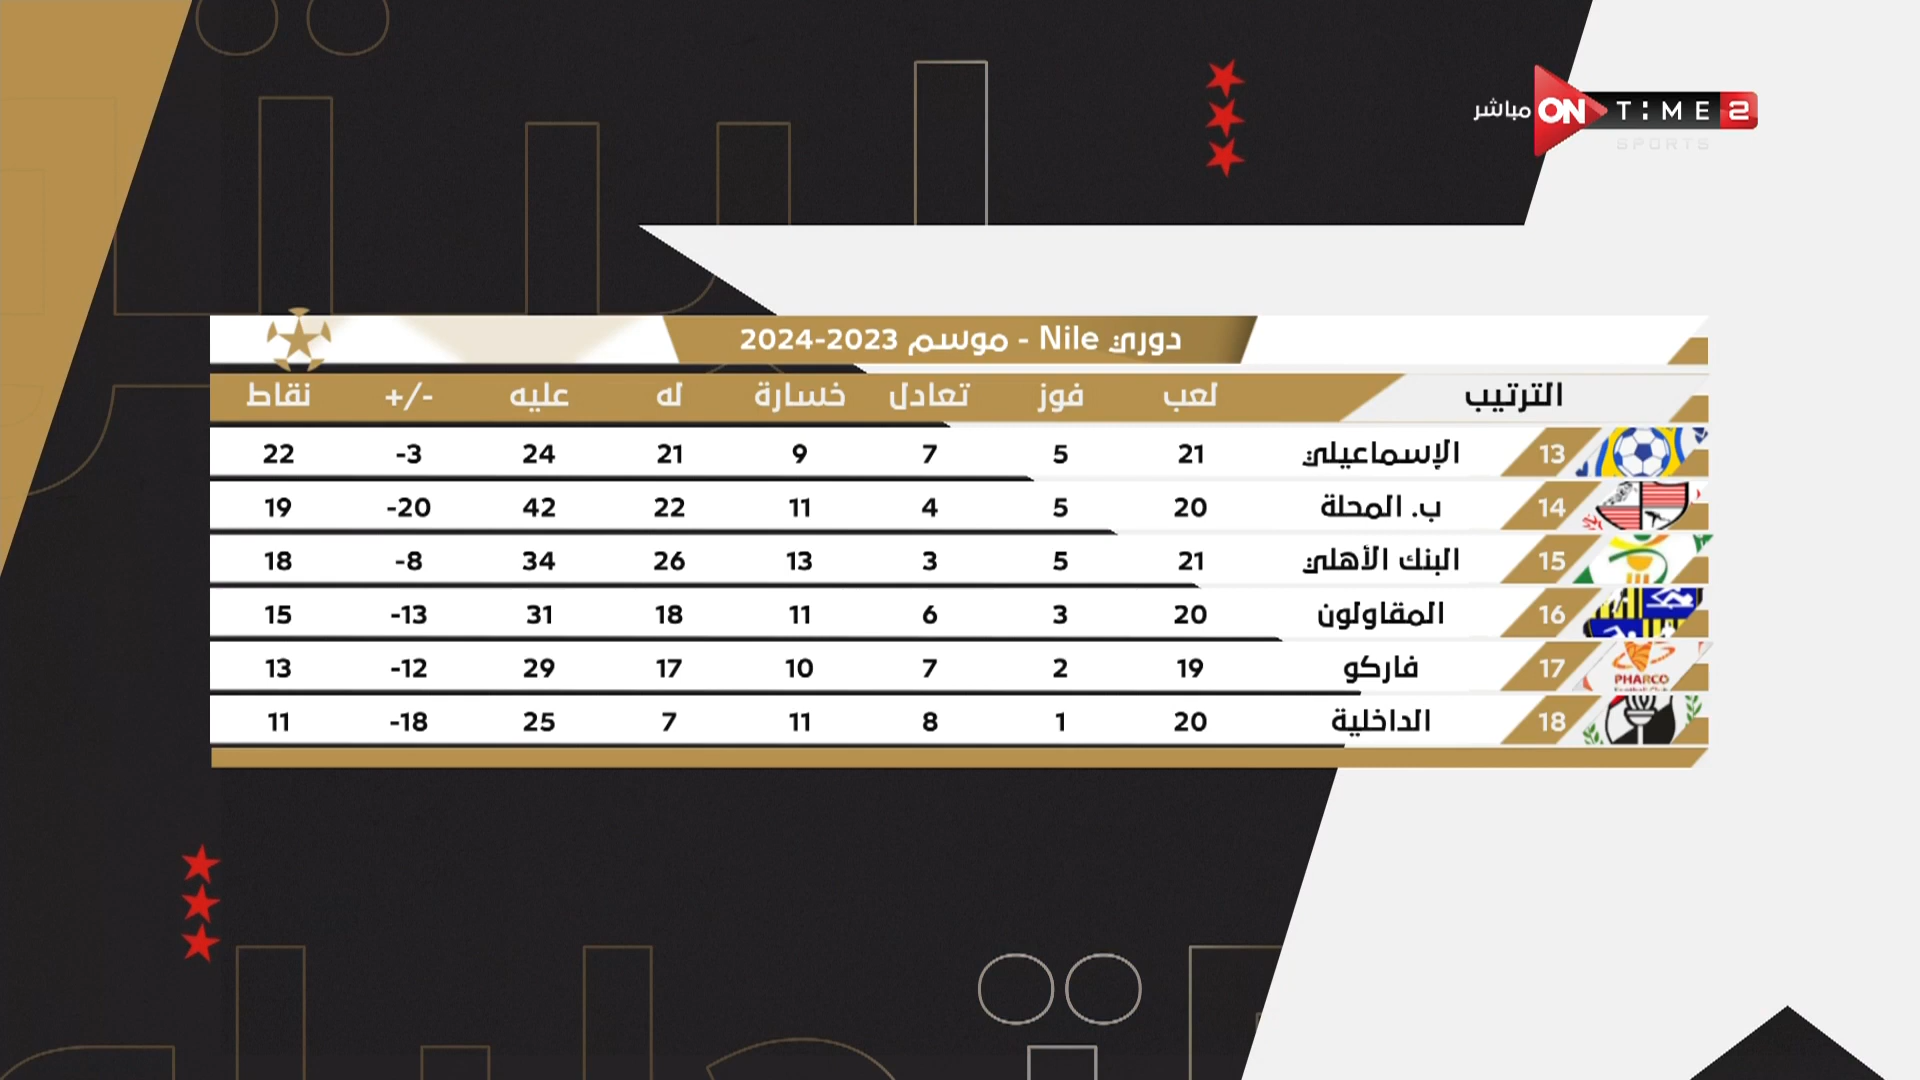 مباشر ON TIME 2
SPORTS
دوري Nile - موسم 2023-2024
الترتيب لعب فوز تعادل خسارة له عليه +/- نقاط
13 الإسماعيلي 21 5 7 9 21 24 -3 22
14 ب. المحلة 20 5 4 11 22 42 -20 19
15 البنك الأهلي 21 5 3 13 26 34 -8 18
16 المقاولون 20 3 6 11 18 31 -13 15
PHARCO
17 فاركو 19 2 7 10 17 29 -12 13
18 الداخلية 20 1 8 11 7 25 -18 11